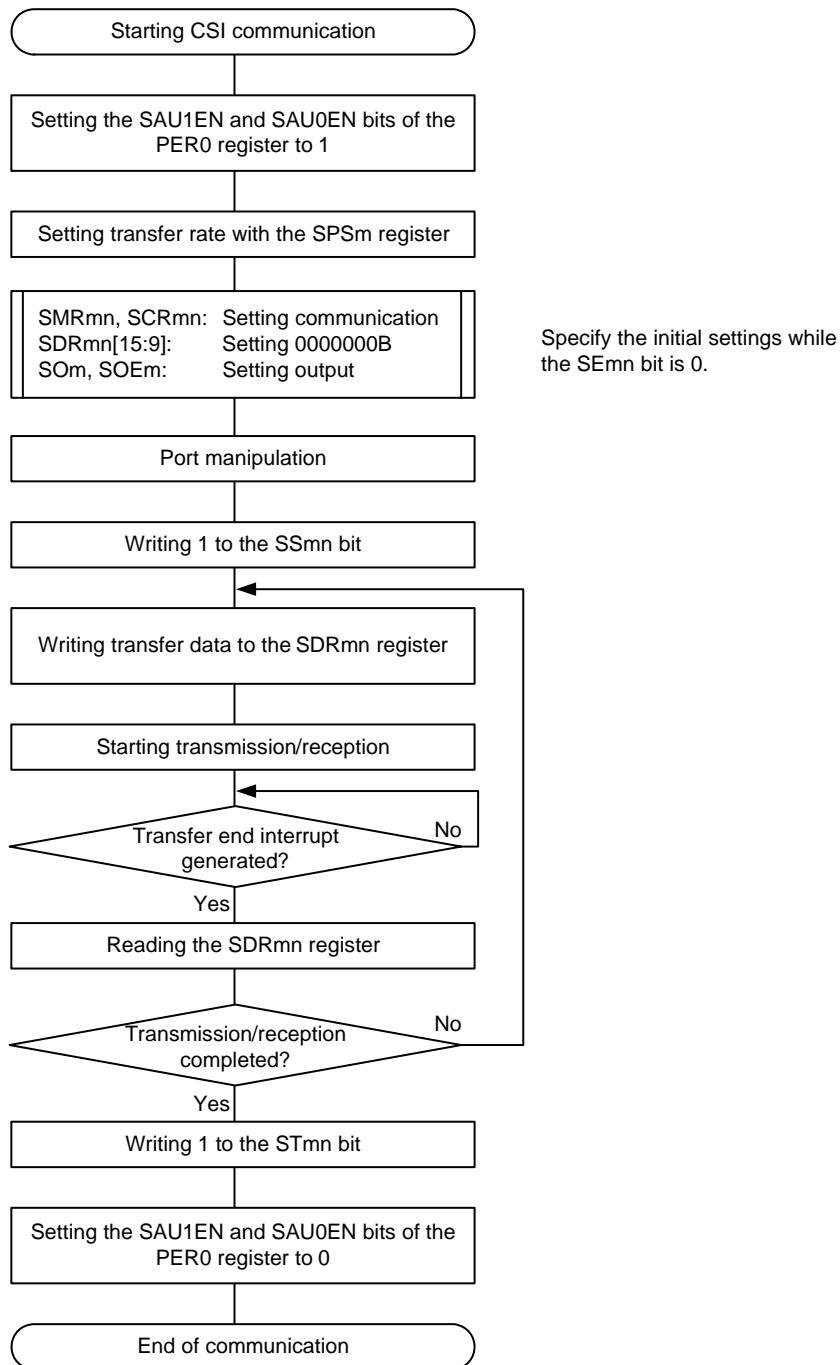 Starting CSI communication
Setting the SAU1EN and SAU0EN bits of the
PER0 register to 1
Setting transfer rate with the SPSm register
SMRmn, SCRmn: Setting communication
SDRmn[15:9]: Setting 0000000B
SOm, SOEm: Setting output
Specify the initial settings while
the SEmn bit is 0.
Port manipulation
Writing 1 to the SSmn bit
Writing transfer data to the SDRmn register
Starting transmission/reception
Transfer end interrupt
generated?
No
Yes
Reading the SDRmn register
Transmission/reception
completed?
No
Yes
Writing 1 to the STmn bit
Setting the SAU1EN and SAU0EN bits of the
PER0 register to 0
End of communication